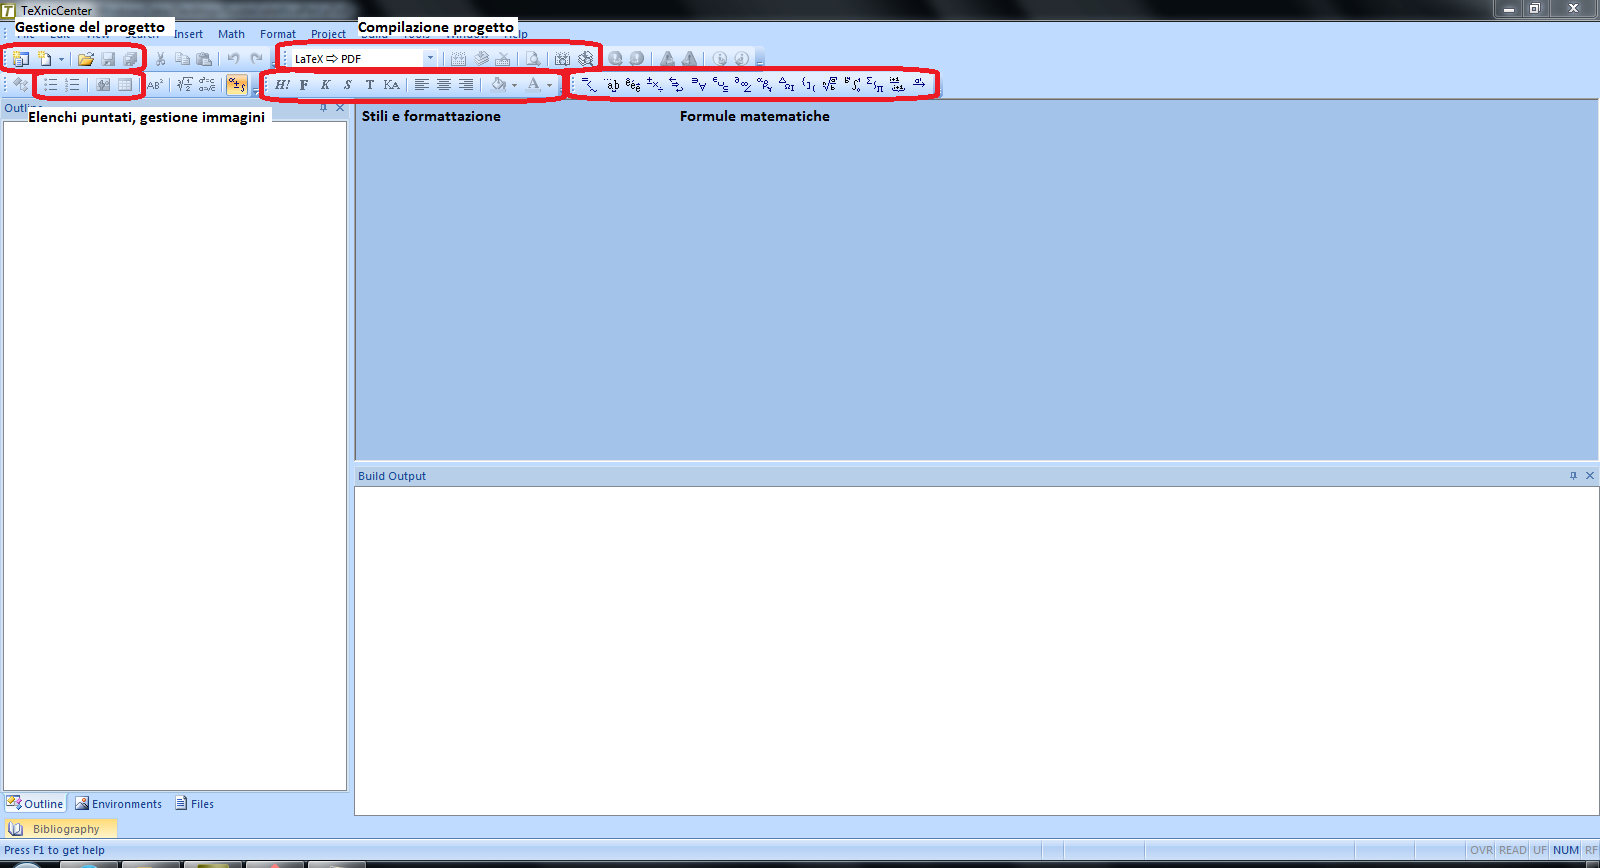 TeXnicCenter
Gestione del progetto
Compilazione progetto
Insert Math Format Project Help
LaTeX ⇨ PDF
H! F K S T KA
Elenchi puntati, gestione immagini
Stili e formattazione
Formule matematiche
Build Output
Outline Environments Files
Bibliography
Press F1 to get help
OVR READ UF NUM RF